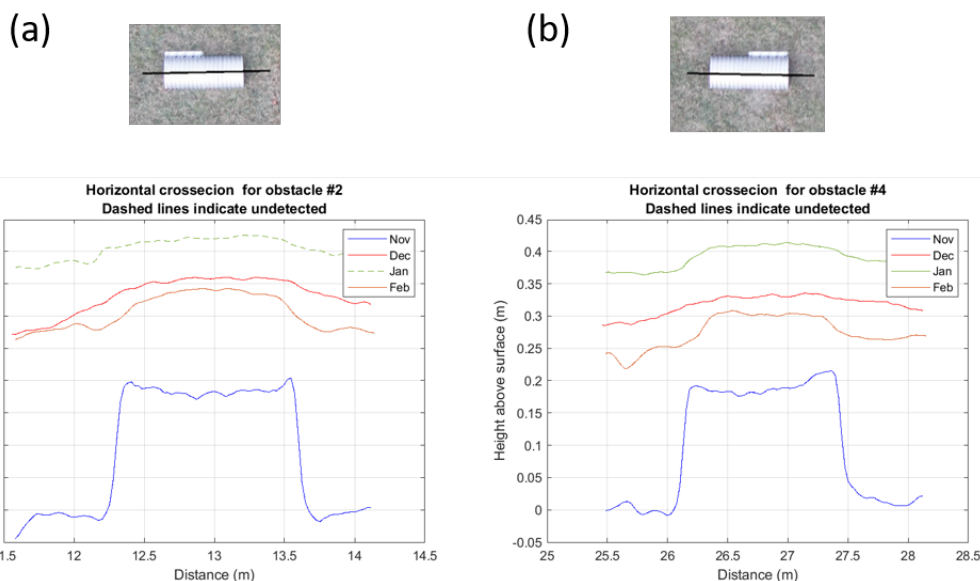 (a)
(b)
Horizontal crossecion for obstacle #2
Dashed lines indicate undetected
Nov
Dec
Jan
Feb
1.5 12 12.5 13 13.5 14 14.5
Distance (m)
Horizontal crossecion for obstacle #4
Dashed lines indicate undetected
0.45
0.4
0.35
0.3
0.25
0.2
0.15
0.1
0.05
0
-0.05
Height above surface (m)
Nov
Dec
Jan
Feb
25 25.5 26 26.5 27 27.5 28 28.5
Distance (m)